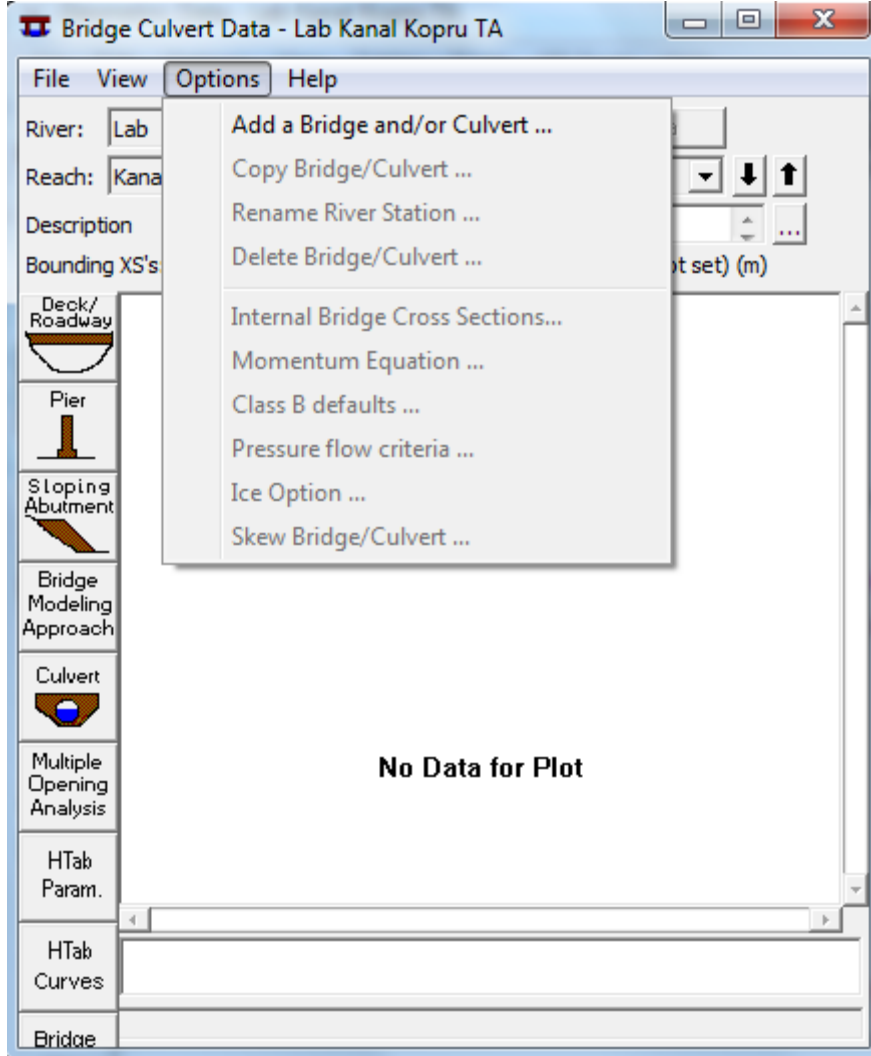 Bridge Culvert Data - Lab Kanal Kopru TA
File View Options Help
River: Lab
Reach: Kana
Description
...
Bounding XS's
ot set) (m)
Add a Bridge and/or Culvert ...
Copy Bridge/Culvert ...
Rename River Station ...
Delete Bridge/Culvert ...
Internal Bridge Cross Sections...
Momentum Equation ...
Class B defaults ...
Pressure flow criteria ...
Ice Option ...
Skew Bridge/Culvert ...
Deck/
Roadway
Pier
Sloping
Abutment
Bridge
Modeling
Approach
Culvert
Multiple
Opening
Analysis
HTab
Param.
HTab
Curves
Bridge
No Data for Plot